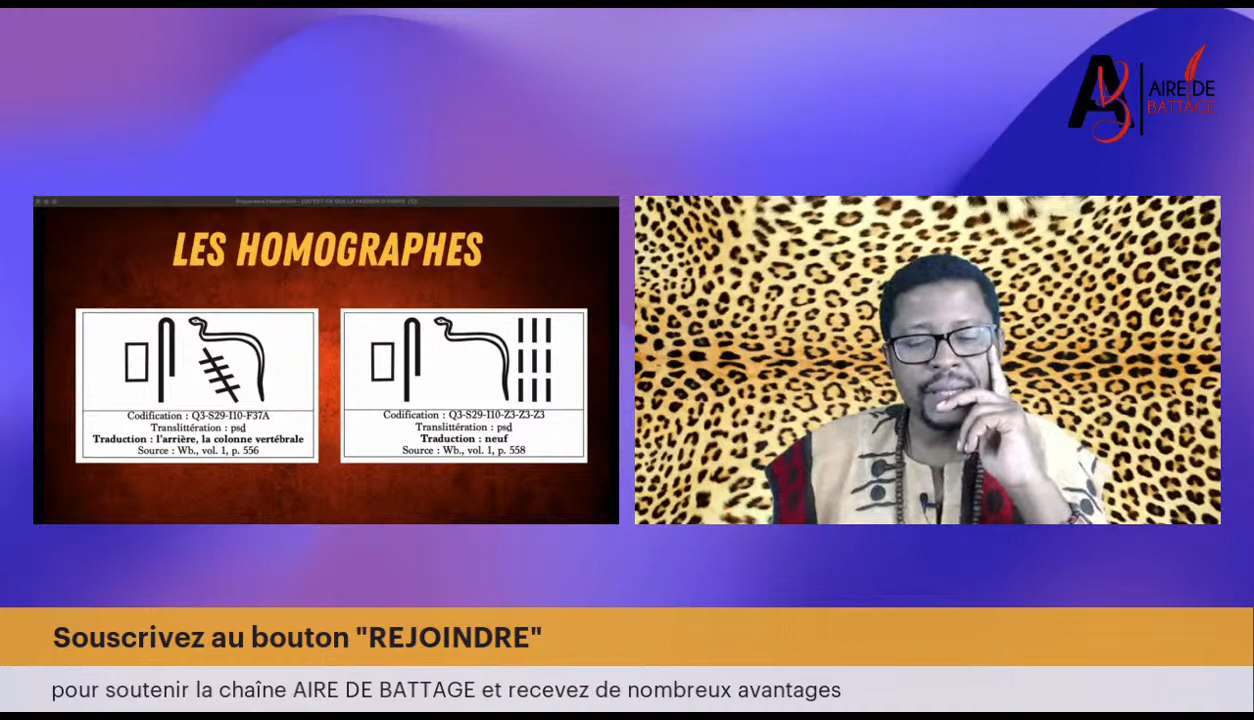 AIRE DE
BATTAGE
LES HOMOGRAPHES
Codification : Q3-S29-I10-F37A
Translittération : psḏ
Traduction : l'arrière, la colonne vertébrale
Source : Wb., vol. 1, p. 556
Codification : Q3-S29-I10-Z3-Z3-Z3
Translittération : psḏ
Traduction : neuf
Source : Wb., vol. 1, p. 558
Souscrivez au bouton "REJOINDRE"
pour soutenir la chaîne AIRE DE BATTAGE et recevez de nombreux avantages